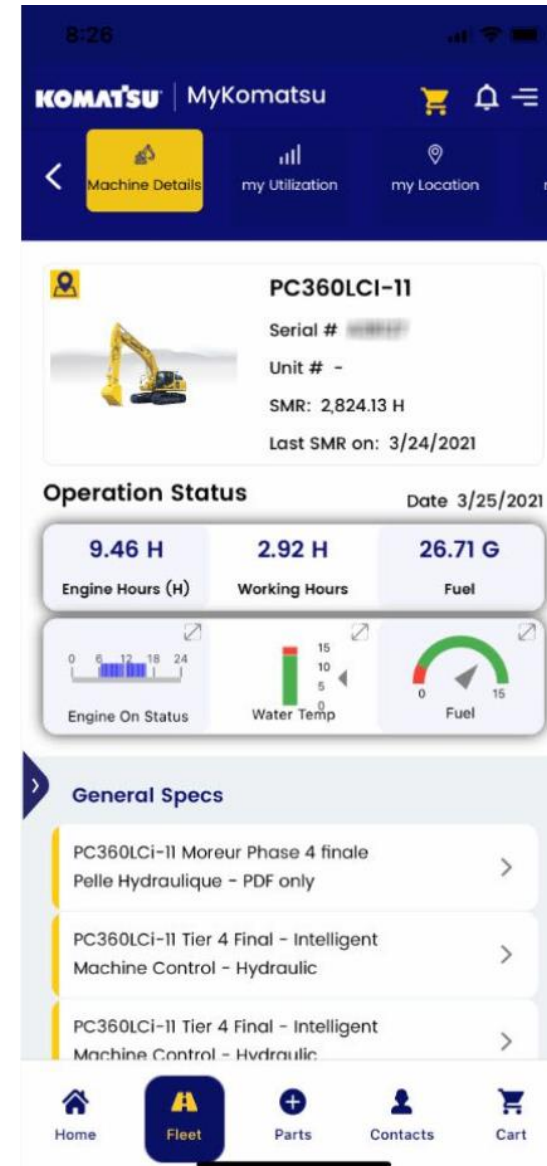 8:26
KOMATSU | MyKomatsu
Machine Details
my Utilization
my Location
PC360LCI-11
Serial #
Unit # -
SMR: 2,824.13 H
Last SMR on: 3/24/2021
Operation Status
Date 3/25/2021
9.46 H
2.92 H
26.71 G
Engine Hours (H)
Working Hours
Fuel
0 6 12 18 24
Engine On Status
15
10
5
0
Water Temp
0 15
Fuel
General Specs
PC360LCi-11 Moreur Phase 4 finale
Pelle Hydraulique - PDF only
PC360LCi-11 Tier 4 Final - Intelligent
Machine Control - Hydraulic
PC360LCi-11 Tier 4 Final - Intelligent
Machine Control - Hydraulic
Home
Fleet
Parts
Contacts
Cart